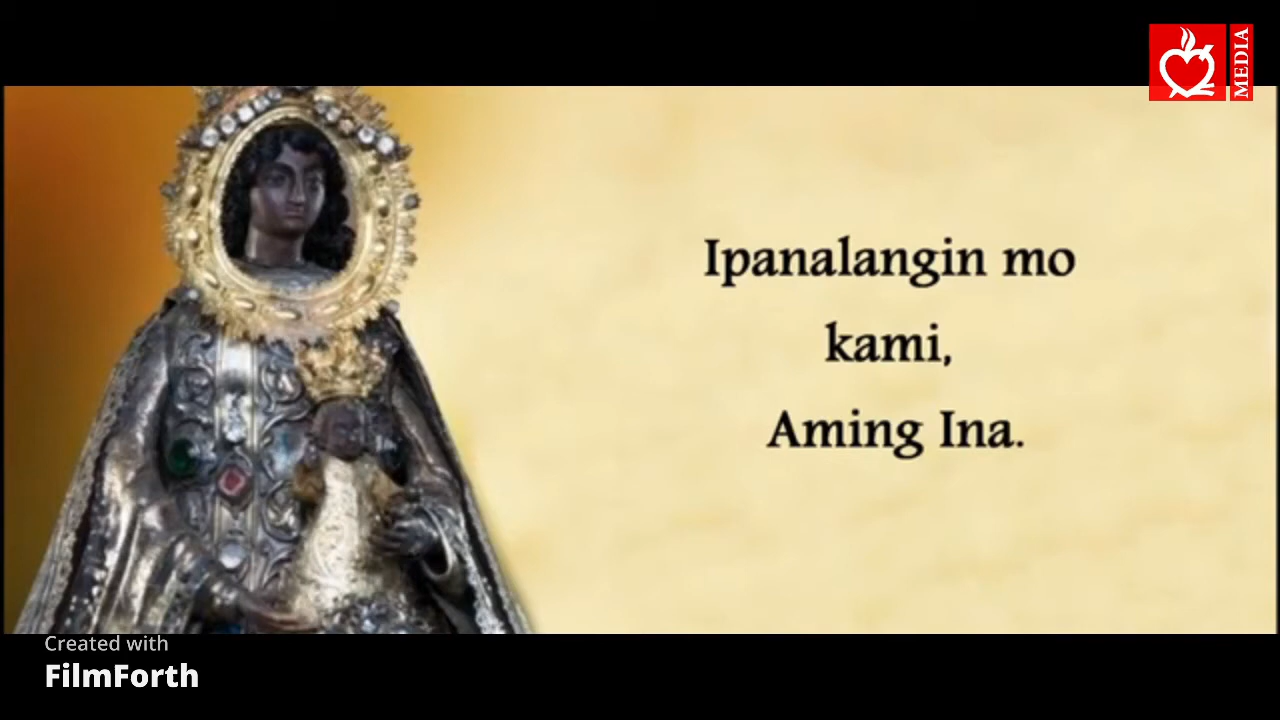 MEDIA
Ipanalangin mo
kami,
Aming Ina.
Created with
FilmForth